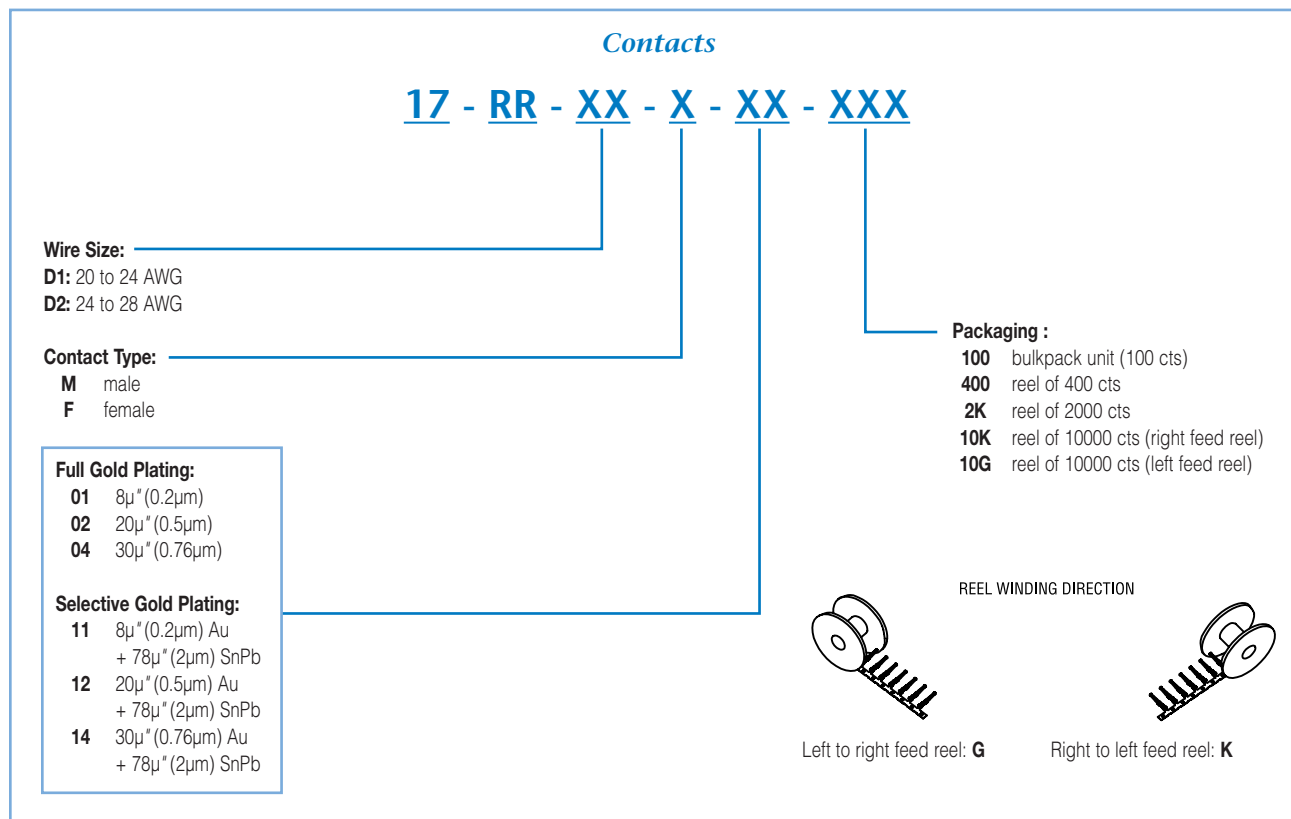 Contacts
17 - RR - XX - X - XX - XXX
Wire Size:
D1: 20 to 24 AWG
D2: 24 to 28 AWG
Contact Type:
M male
F female
Full Gold Plating:
01 8µ" (0.2µm)
02 20µ" (0.5µm)
04 30µ" (0.76µm)
Selective Gold Plating:
11 8µ" (0.2µm) Au
+ 78µ" (2µm) SnPb
12 20µ" (0.5µm) Au
+ 78µ" (2µm) SnPb
14 30µ" (0.76µm) Au
+ 78µ" (2µm) SnPb
Packaging :
100 bulkpack unit (100 cts)
400 reel of 400 cts
2K reel of 2000 cts
10K reel of 10000 cts (right feed reel)
10G reel of 10000 cts (left feed reel)
REEL WINDING DIRECTION
Left to right feed reel: G
Right to left feed reel: K